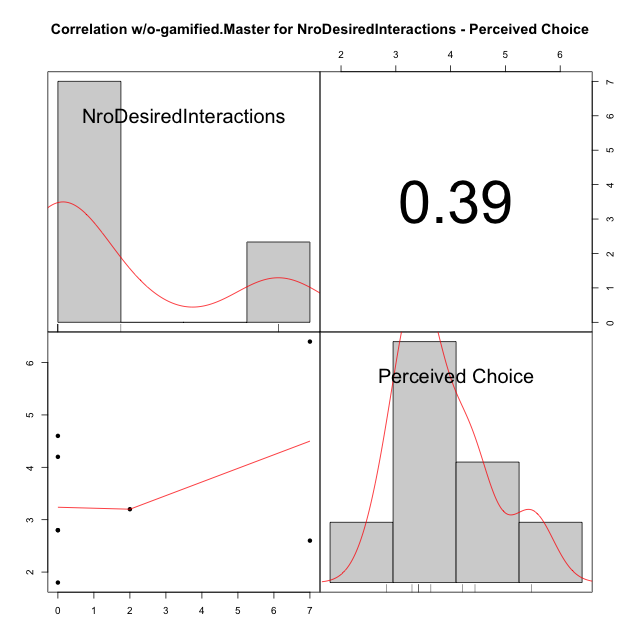 Correlation w/o-gamified.Master for NroDesiredInteractions - Perceived Choice
2 3 4 5 6
NroDesiredInteractions
0.39
7
6
5
4
3
2
1
0
Perceived Choice
6
5
4
3
2
0 1 2 3 4 5 6 7